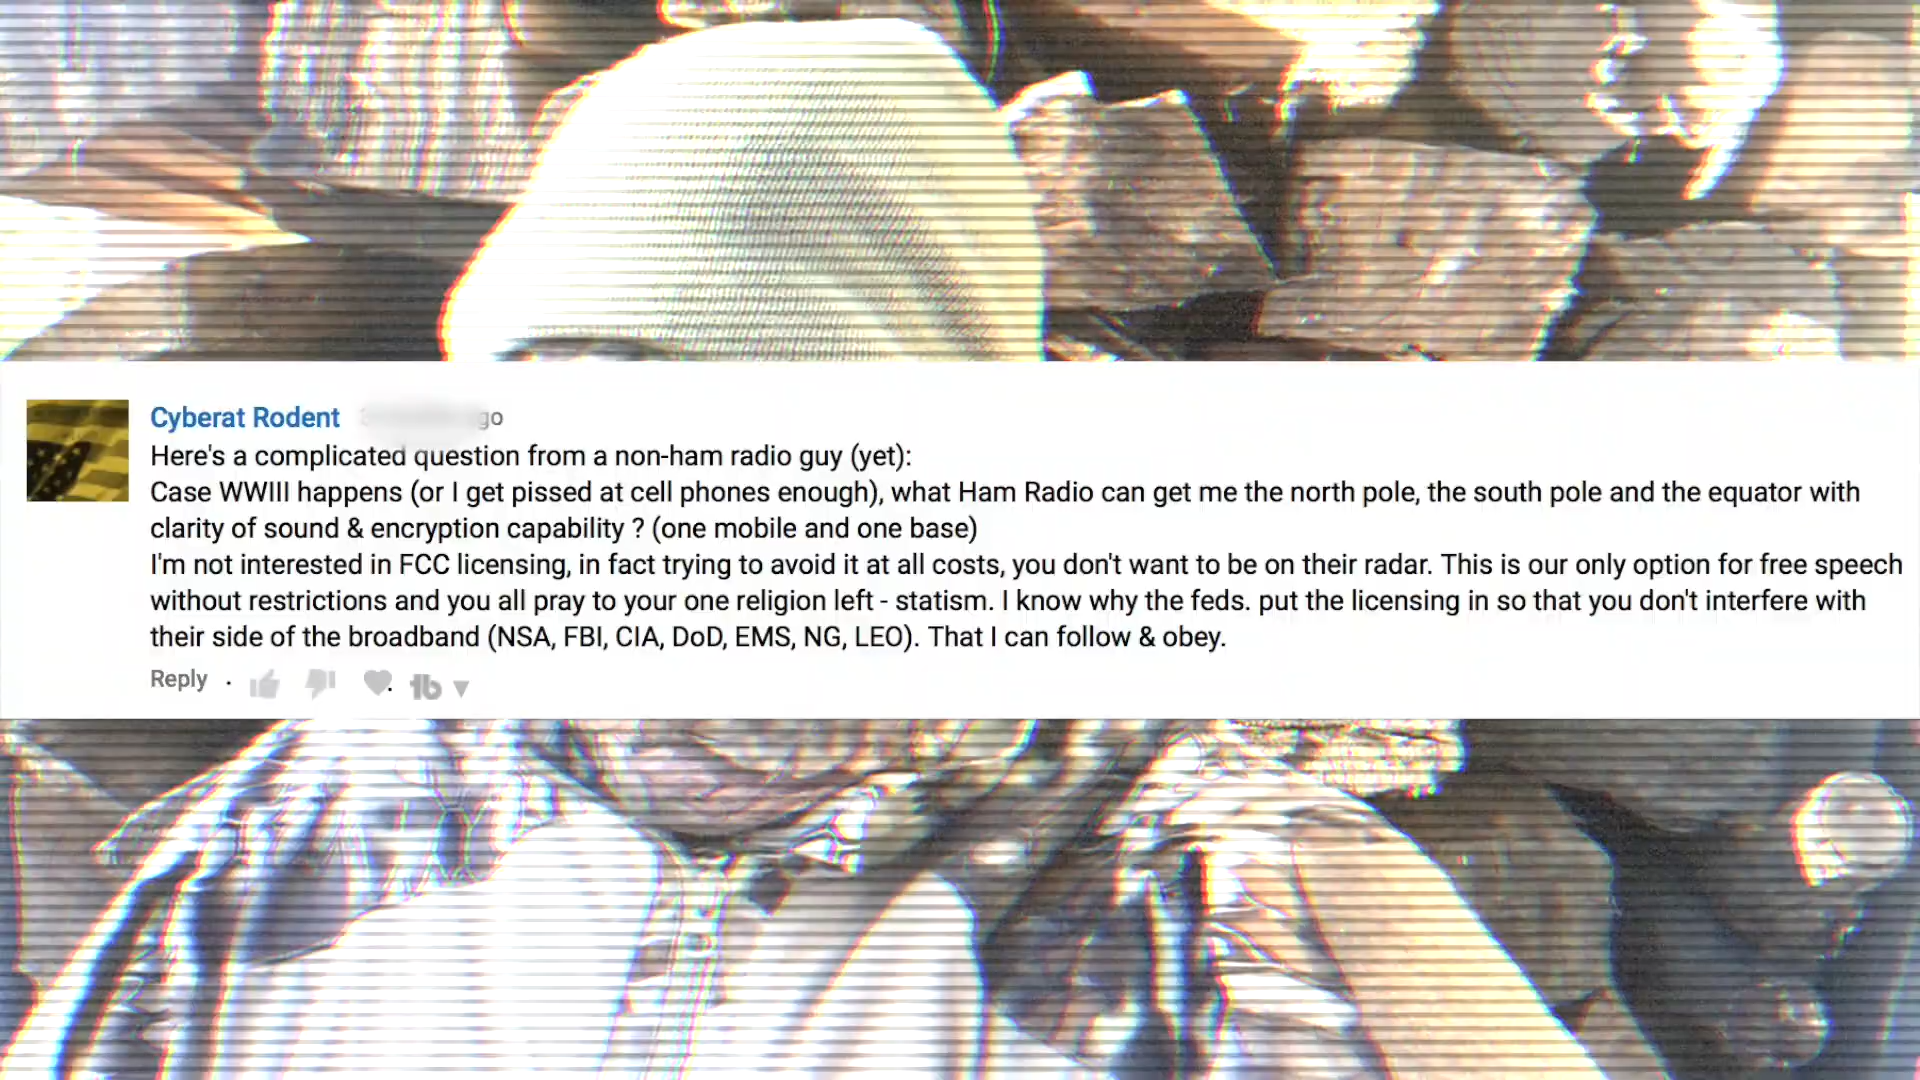 Cyberat Rodent go
Here's a complicated question from a non-ham radio guy (yet):
Case WWIII happens (or I get pissed at cell phones enough), what Ham Radio can get me the north pole, the south pole and the equator with
clarity of sound & encryption capability ? (one mobile and one base)
I'm not interested in FCC licensing, in fact trying to avoid it at all costs, you don't want to be on their radar. This is our only option for free speech
without restrictions and you all pray to your one religion left - statism. I know why the feds. put the licensing in so that you don't interfere with
their side of the broadband (NSA, FBI, CIA, DoD, EMS, NG, LEO). That I can follow & obey.
Reply · tb ▼